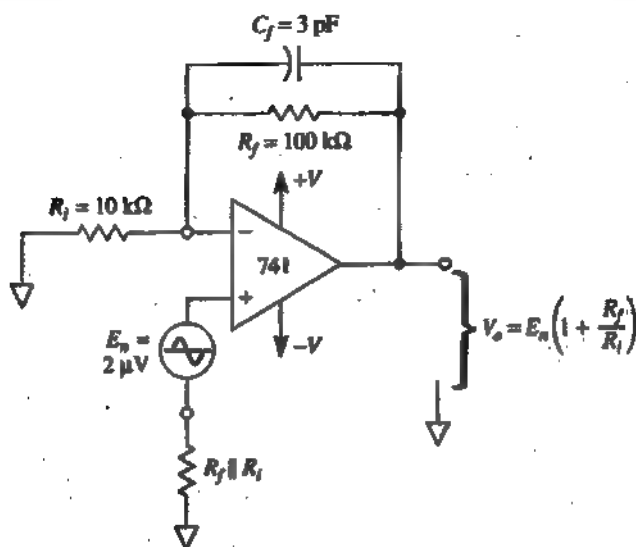 C_f = 3 pF
R_f = 100 kΩ
+V
R_i = 10 kΩ
−
741
+
E_n =
2 μV
−V
V_o = E_n(1 + R_f/R_i)
R_f ∥ R_i